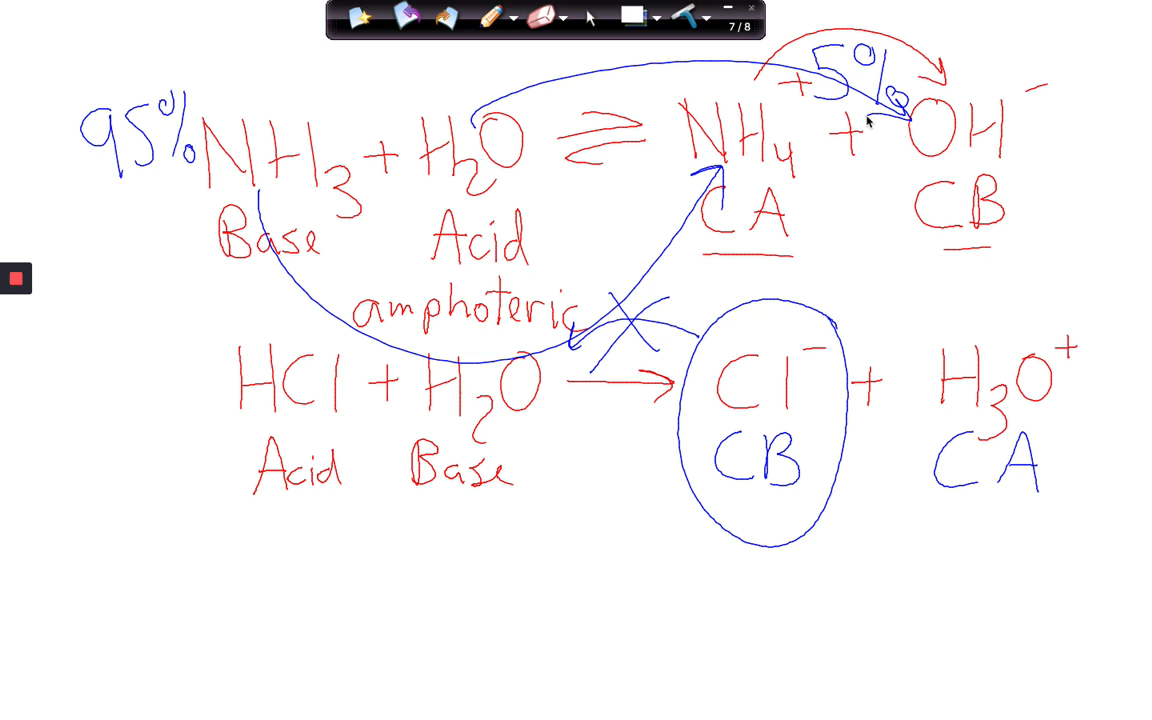 7/8
95% 5%
NH₃ + H₂O ⇌ NH₄⁺ + OH⁻
Base Acid CA CB
amphoteric
HCl + H₂O → Cl⁻ + H₃O⁺
Acid Base CB CA